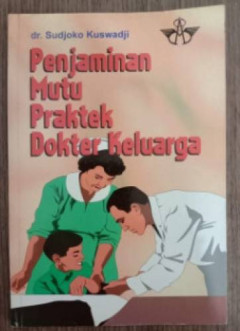 dr. Sudjoko Kuswadji
Penjaminan
Mutu
Praktek
Dokter Keluarga